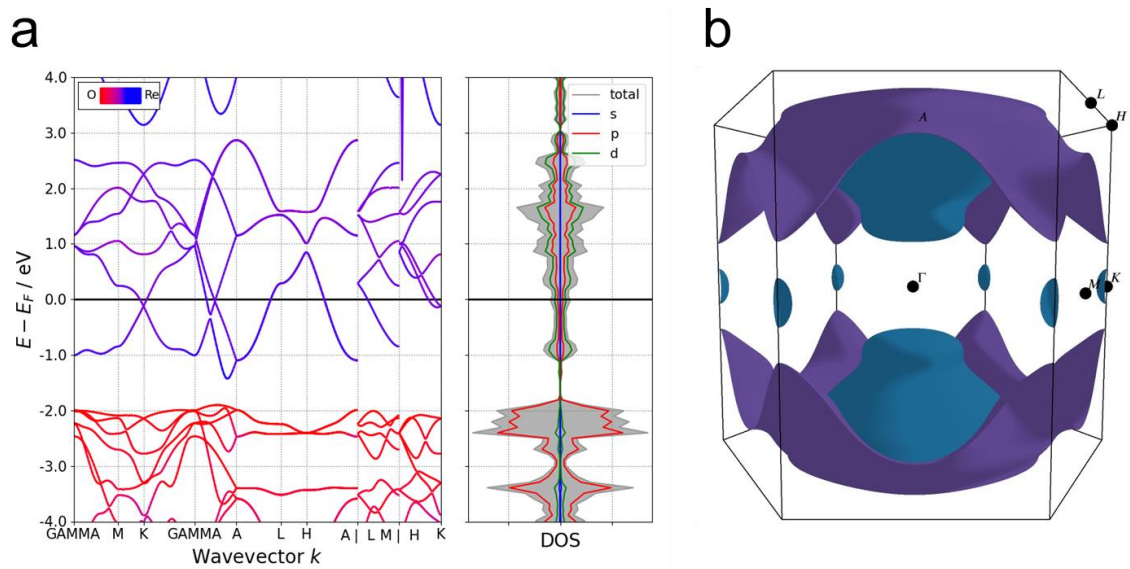 a
b
O Re
4.0
3.0
2.0
1.0
0.0
-1.0
-2.0
-3.0
-4.0
E − E_F / eV
GAMMA M K GAMMA A L H A | L M | H K
Wavevector k
total
s
p
d
DOS
A
L
H
Γ
M
K